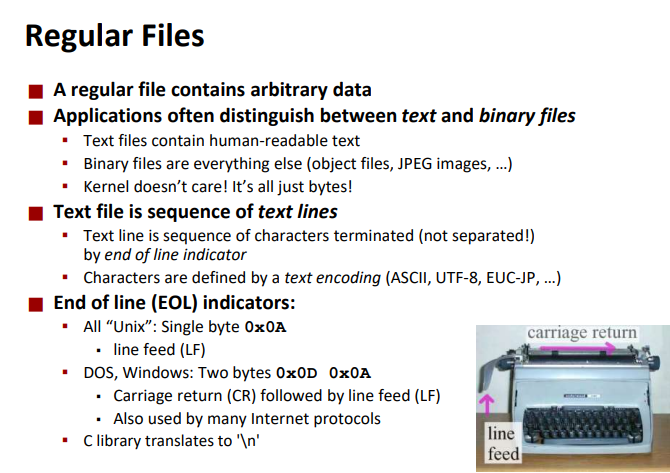 Regular Files
A regular file contains arbitrary data
Applications often distinguish between text and binary files
Text files contain human-readable text
Binary files are everything else (object files, JPEG images, …)
Kernel doesn’t care! It’s all just bytes!
Text file is sequence of text lines
Text line is sequence of characters terminated (not separated!)
by end of line indicator
Characters are defined by a text encoding (ASCII, UTF-8, EUC-JP, …)
End of line (EOL) indicators:
All “Unix”: Single byte 0x0A
line feed (LF)
DOS, Windows: Two bytes 0x0D 0x0A
Carriage return (CR) followed by line feed (LF)
Also used by many Internet protocols
C library translates to '\n'
carriage return
line
feed